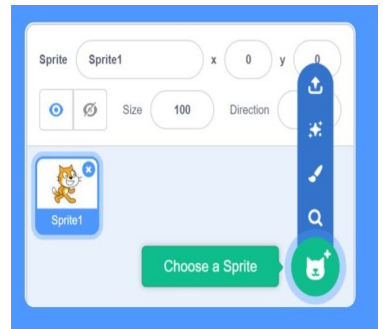 Sprite Sprite1 x 0 y 0
Size 100 Direction
Sprite1
Choose a Sprite